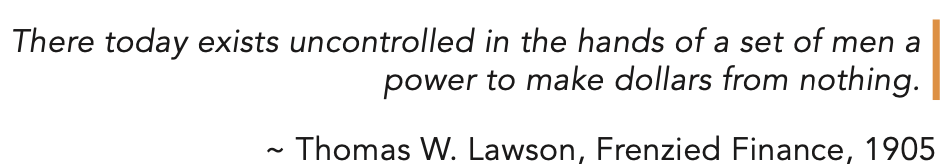 There today exists uncontrolled in the hands of a set of men a
power to make dollars from nothing.
~ Thomas W. Lawson, Frenzied Finance, 1905